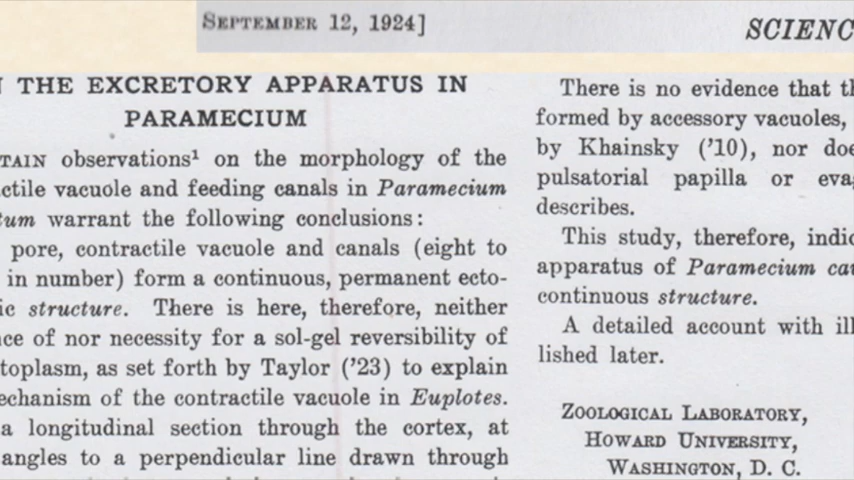 SEPTEMBER 12, 1924]
SCIENC
THE EXCRETORY APPARATUS IN
PARAMECIUM
TAIN observations¹ on the morphology of the
ctile vacuole and feeding canals in Paramecium
tum warrant the following conclusions:
pore, contractile vacuole and canals (eight to
in number) form a continuous, permanent ecto-
ic structure. There is here, therefore, neither
ce of nor necessity for a sol-gel reversibility of
toplasm, as set forth by Taylor ('23) to explain
echanism of the contractile vacuole in Euplotes.
a longitudinal section through the cortex, at
angles to a perpendicular line drawn through
There is no evidence that th
formed by accessory vacuoles,
by Khainsky ('10), nor doe
pulsatorial papilla or eva
describes.
This study, therefore, indic
apparatus of Paramecium cau
continuous structure.
A detailed account with ill
lished later.
ZOOLOGICAL LABORATORY,
HOWARD UNIVERSITY,
WASHINGTON, D. C.